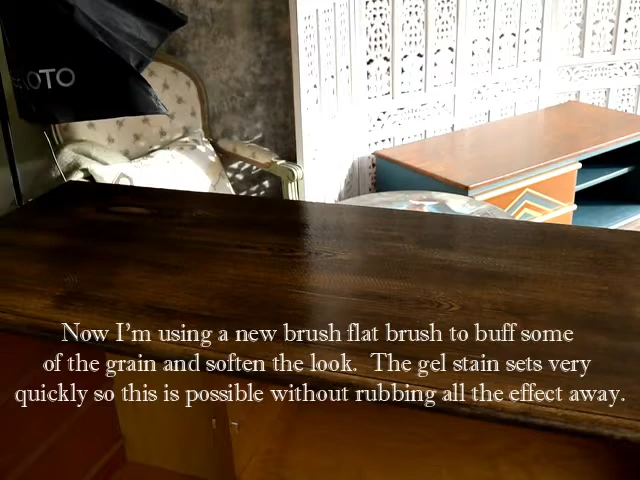 OTO
Now I'm using a new brush flat brush to buff some
of the grain and soften the look. The gel stain sets very
quickly so this is possible without rubbing all the effect away.